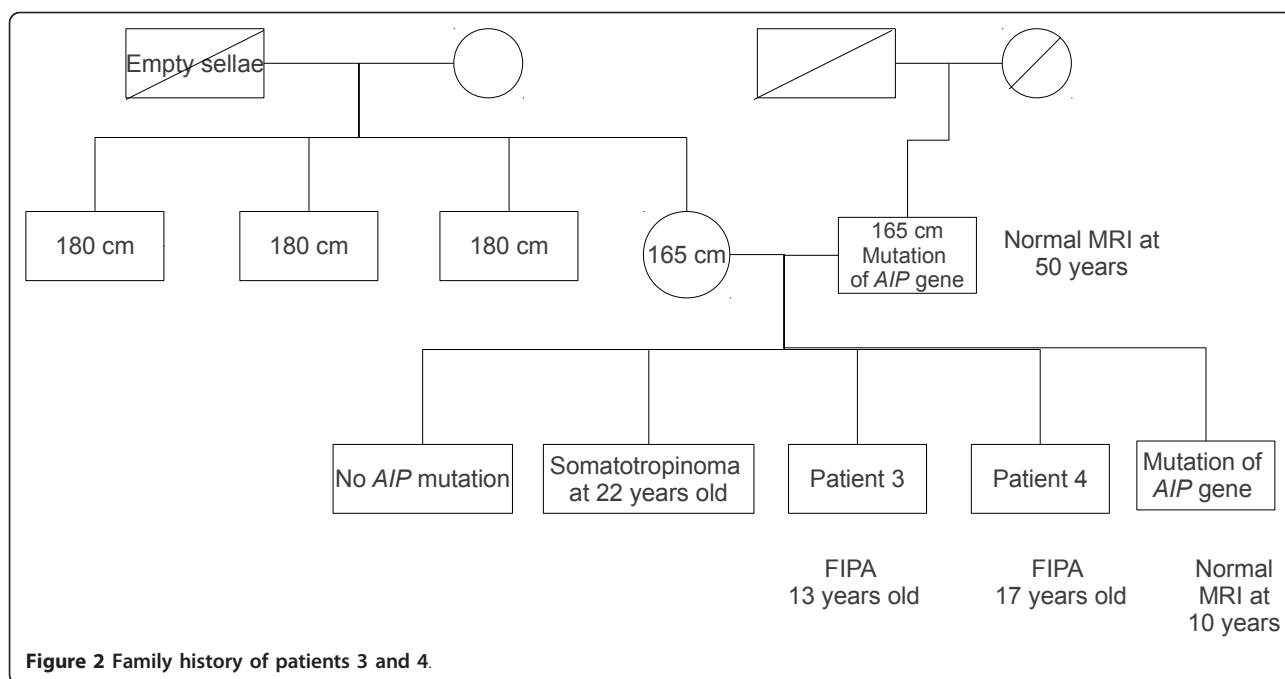 Empty sellae
180 cm
180 cm
180 cm
165 cm
165 cm
Mutation
of AIP gene
Normal MRI at
50 years
No AIP mutation
Somatotropinoma
at 22 years old
Patient 3
Patient 4
Mutation of
AIP gene
FIPA
13 years old
FIPA
17 years old
Normal
MRI at
10 years
Figure 2 Family history of patients 3 and 4.